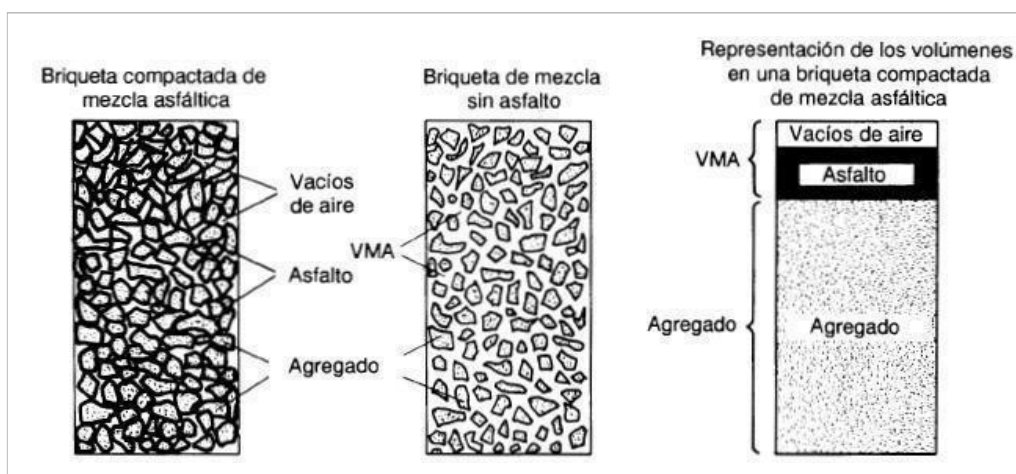 Briqueta compactada de
mezcla asfáltica
Vacíos
de aire
Asfalto
Agregado
Briqueta de mezcla
sin asfalto
VMA
Representación de los volúmenes
en una briqueta compactada
de mezcla asfáltica
VMA
Vacíos de aire
Asfalto
Agregado
Agregado